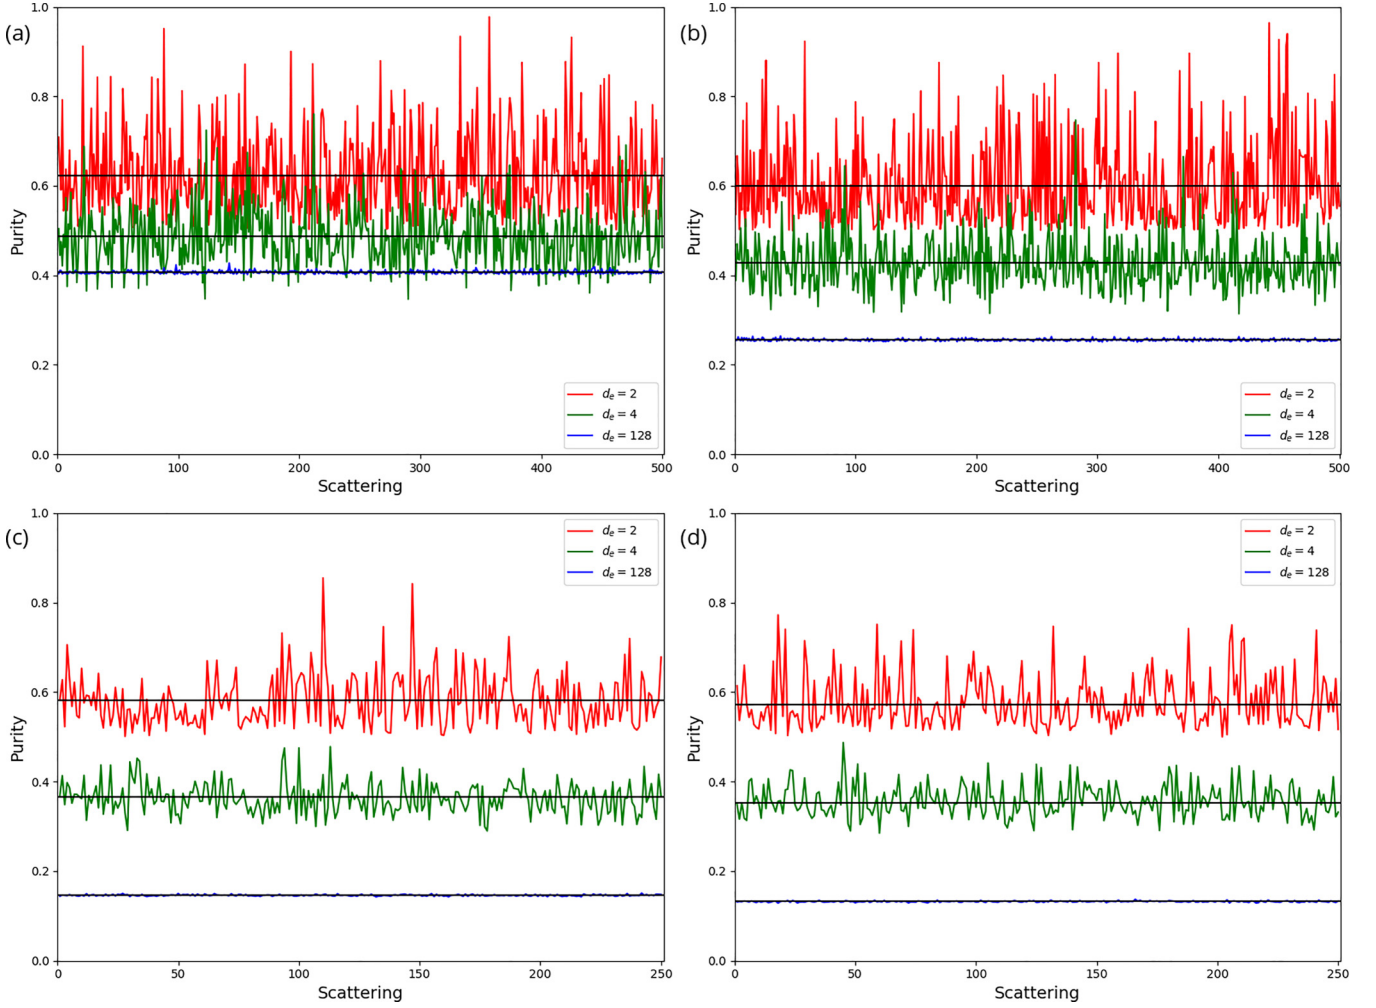 (a)
1.0
0.8
0.6
0.4
0.2
0.0
Purity
d_e = 2
d_e = 4
d_e = 128
0 100 200 300 400 500
Scattering
(b)
1.0
0.8
0.6
0.4
0.2
0.0
Purity
d_e = 2
d_e = 4
d_e = 128
0 100 200 300 400 500
Scattering
(c)
1.0
0.8
0.6
0.4
0.2
0.0
Purity
d_e = 2
d_e = 4
d_e = 128
0 50 100 150 200 250
Scattering
(d)
1.0
0.8
0.6
0.4
0.2
0.0
Purity
d_e = 2
d_e = 4
d_e = 128
0 50 100 150 200 250
Scattering